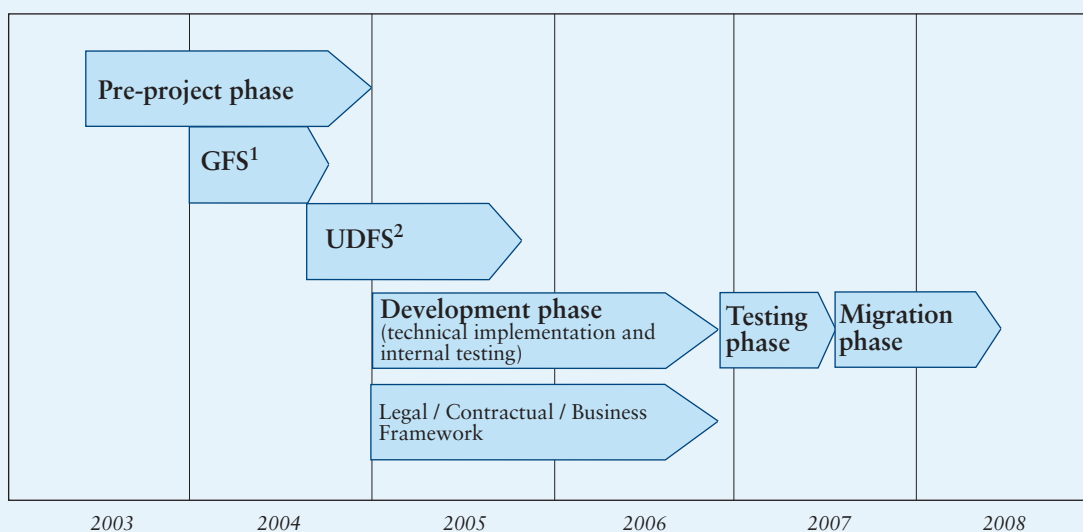 Pre-project phase
GFS1
UDFS2
Development phase
(technical implementation and
internal testing)
Testing
phase
Migration
phase
Legal / Contractual / Business
Framework
2003 2004 2005 2006 2007 2008